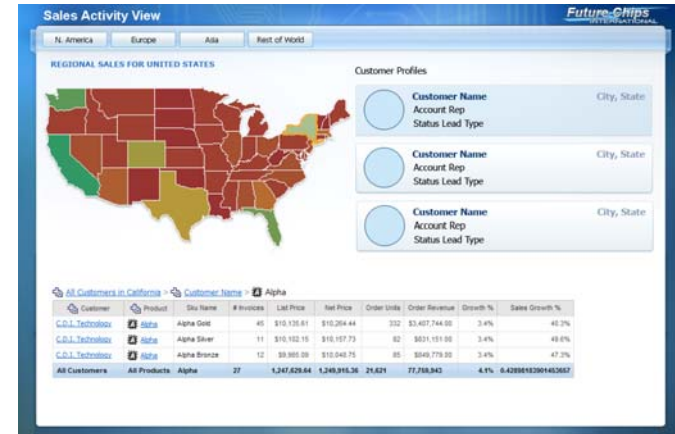 Sales Activity View
Future-Chips
INTERNATIONAL
N. America Europe Asia Rest of World
REGIONAL SALES FOR UNITED STATES
Customer Profiles
Customer Name City, State
Account Rep
Status Lead Type
Customer Name City, State
Account Rep
Status Lead Type
Customer Name City, State
Account Rep
Status Lead Type
All Customers in California > Customer Name > Alpha
Customer Product Sku Name # Invoices List Price Net Price Order Units Order Revenue Growth % Sales Growth %
C.D.I. Technology Alpha Alpha Gold 45 $10,135.61 $10,264.44 332 $3,407,744.00 3.4% 40.3%
C.D.I. Technology Alpha Alpha Silver 11 $10,102.15 $10,157.73 82 $831,151.00 3.4% 49.6%
C.D.I. Technology Alpha Alpha Bronze 12 $9,985.09 $10,048.75 85 $849,779.00 3.4% 47.3%
All Customers All Products Alpha 27 1,247,629.64 1,249,915.36 21,621 77,769,943 4.1%